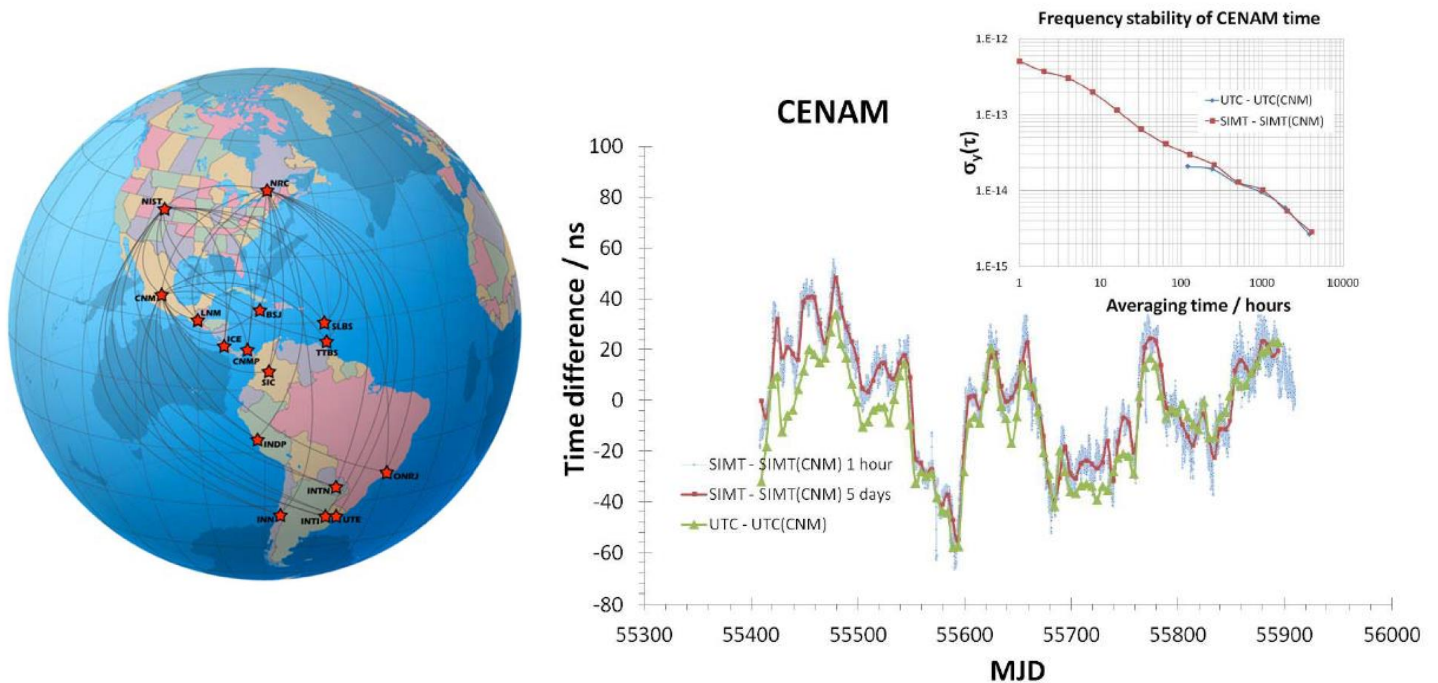 NRC
NIST
CNM
LNM
BSJ
SLBS
ICE
TTBS
CNMP
SIC
INDP
ONRJ
INTN
INN
INTI
UTE
Frequency stability of CENAM time
1.E-12
1.E-13
1.E-14
1.E-15
σy(τ)
UTC - UTC(CNM)
SIMT - SIMT(CNM)
1
10
100
1000
10000
Averaging time / hours
CENAM
Time difference / ns
100
80
60
40
20
0
-20
-40
-60
-80
SIMT - SIMT(CNM) 1 hour
SIMT - SIMT(CNM) 5 days
UTC - UTC(CNM)
55300
55400
55500
55600
55700
55800
55900
56000
MJD